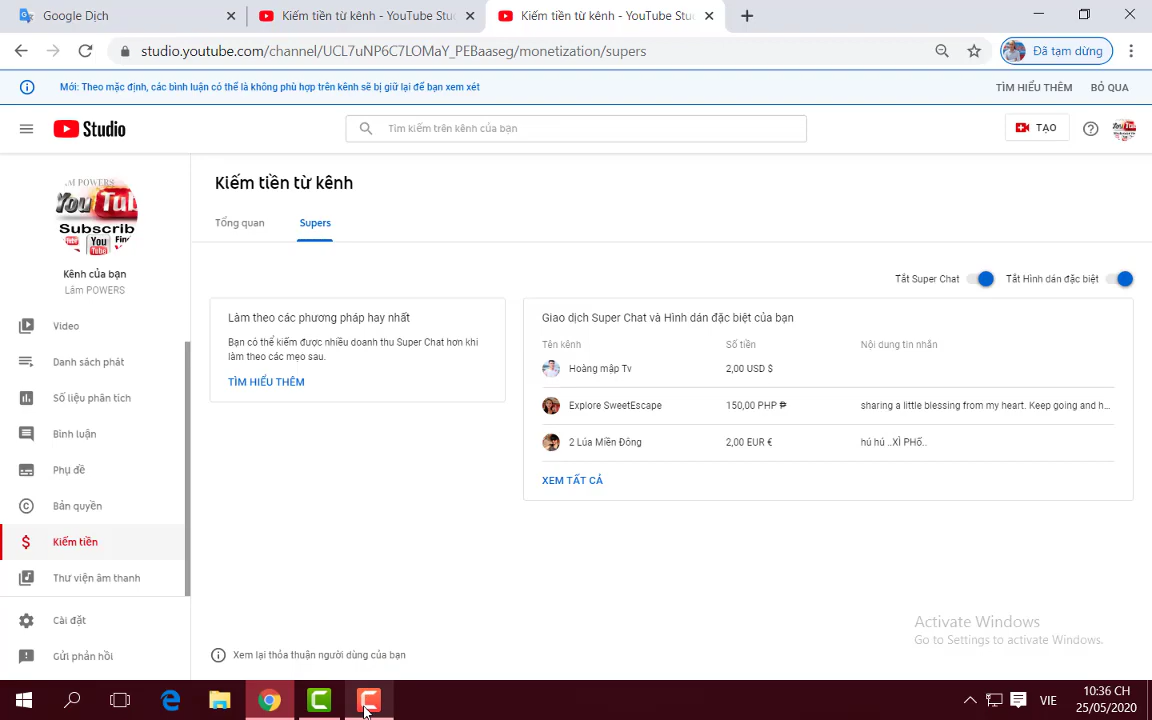 Google Dịch
Kiếm tiền từ kênh - YouTube Stu
Kiếm tiền từ kênh - YouTube Stu
studio.youtube.com/channel/UCL7uNP6C7LOMaY_PEBaaseg/monetization/supers
Đã tạm dừng
Mới: Theo mặc định, các bình luận có thể là không phù hợp trên kênh sẽ bị giữ lại để bạn xem xét
TÌM HIỂU THÊM
BỎ QUA
Studio
Tìm kiếm trên kênh của bạn
TẠO
M POWERS
YouTub
Subscrib
You
Kiếm tiền từ kênh
Tổng quan
Supers
Kênh của bạn
Lâm POWERS
Tắt Super Chat
Tắt Hình dán đặc biệt
Video
Danh sách phát
Số liệu phân tích
Bình luận
Phụ đề
Bản quyền
Kiếm tiền
Thư viện âm thanh
Cài đặt
Gửi phản hồi
Làm theo các phương pháp hay nhất
Bạn có thể kiếm được nhiều doanh thu Super Chat hơn khi
làm theo các mẹo sau.
TÌM HIỂU THÊM
Giao dịch Super Chat và Hình dán đặc biệt của bạn
Tên kênh
Số tiền
Nội dung tin nhắn
Hoàng mập Tv
2,00 USD $
Explore SweetEscape
150,00 PHP ₱
sharing a little blessing from my heart. Keep going and h...
2 Lúa Miền Đông
2,00 EUR €
hú hú ..XÌ PHố..
XEM TẤT CẢ
Xem lại thỏa thuận người dùng của bạn
Activate Windows
Go to Settings to activate Windows.
VIE
10:36 CH
25/05/2020